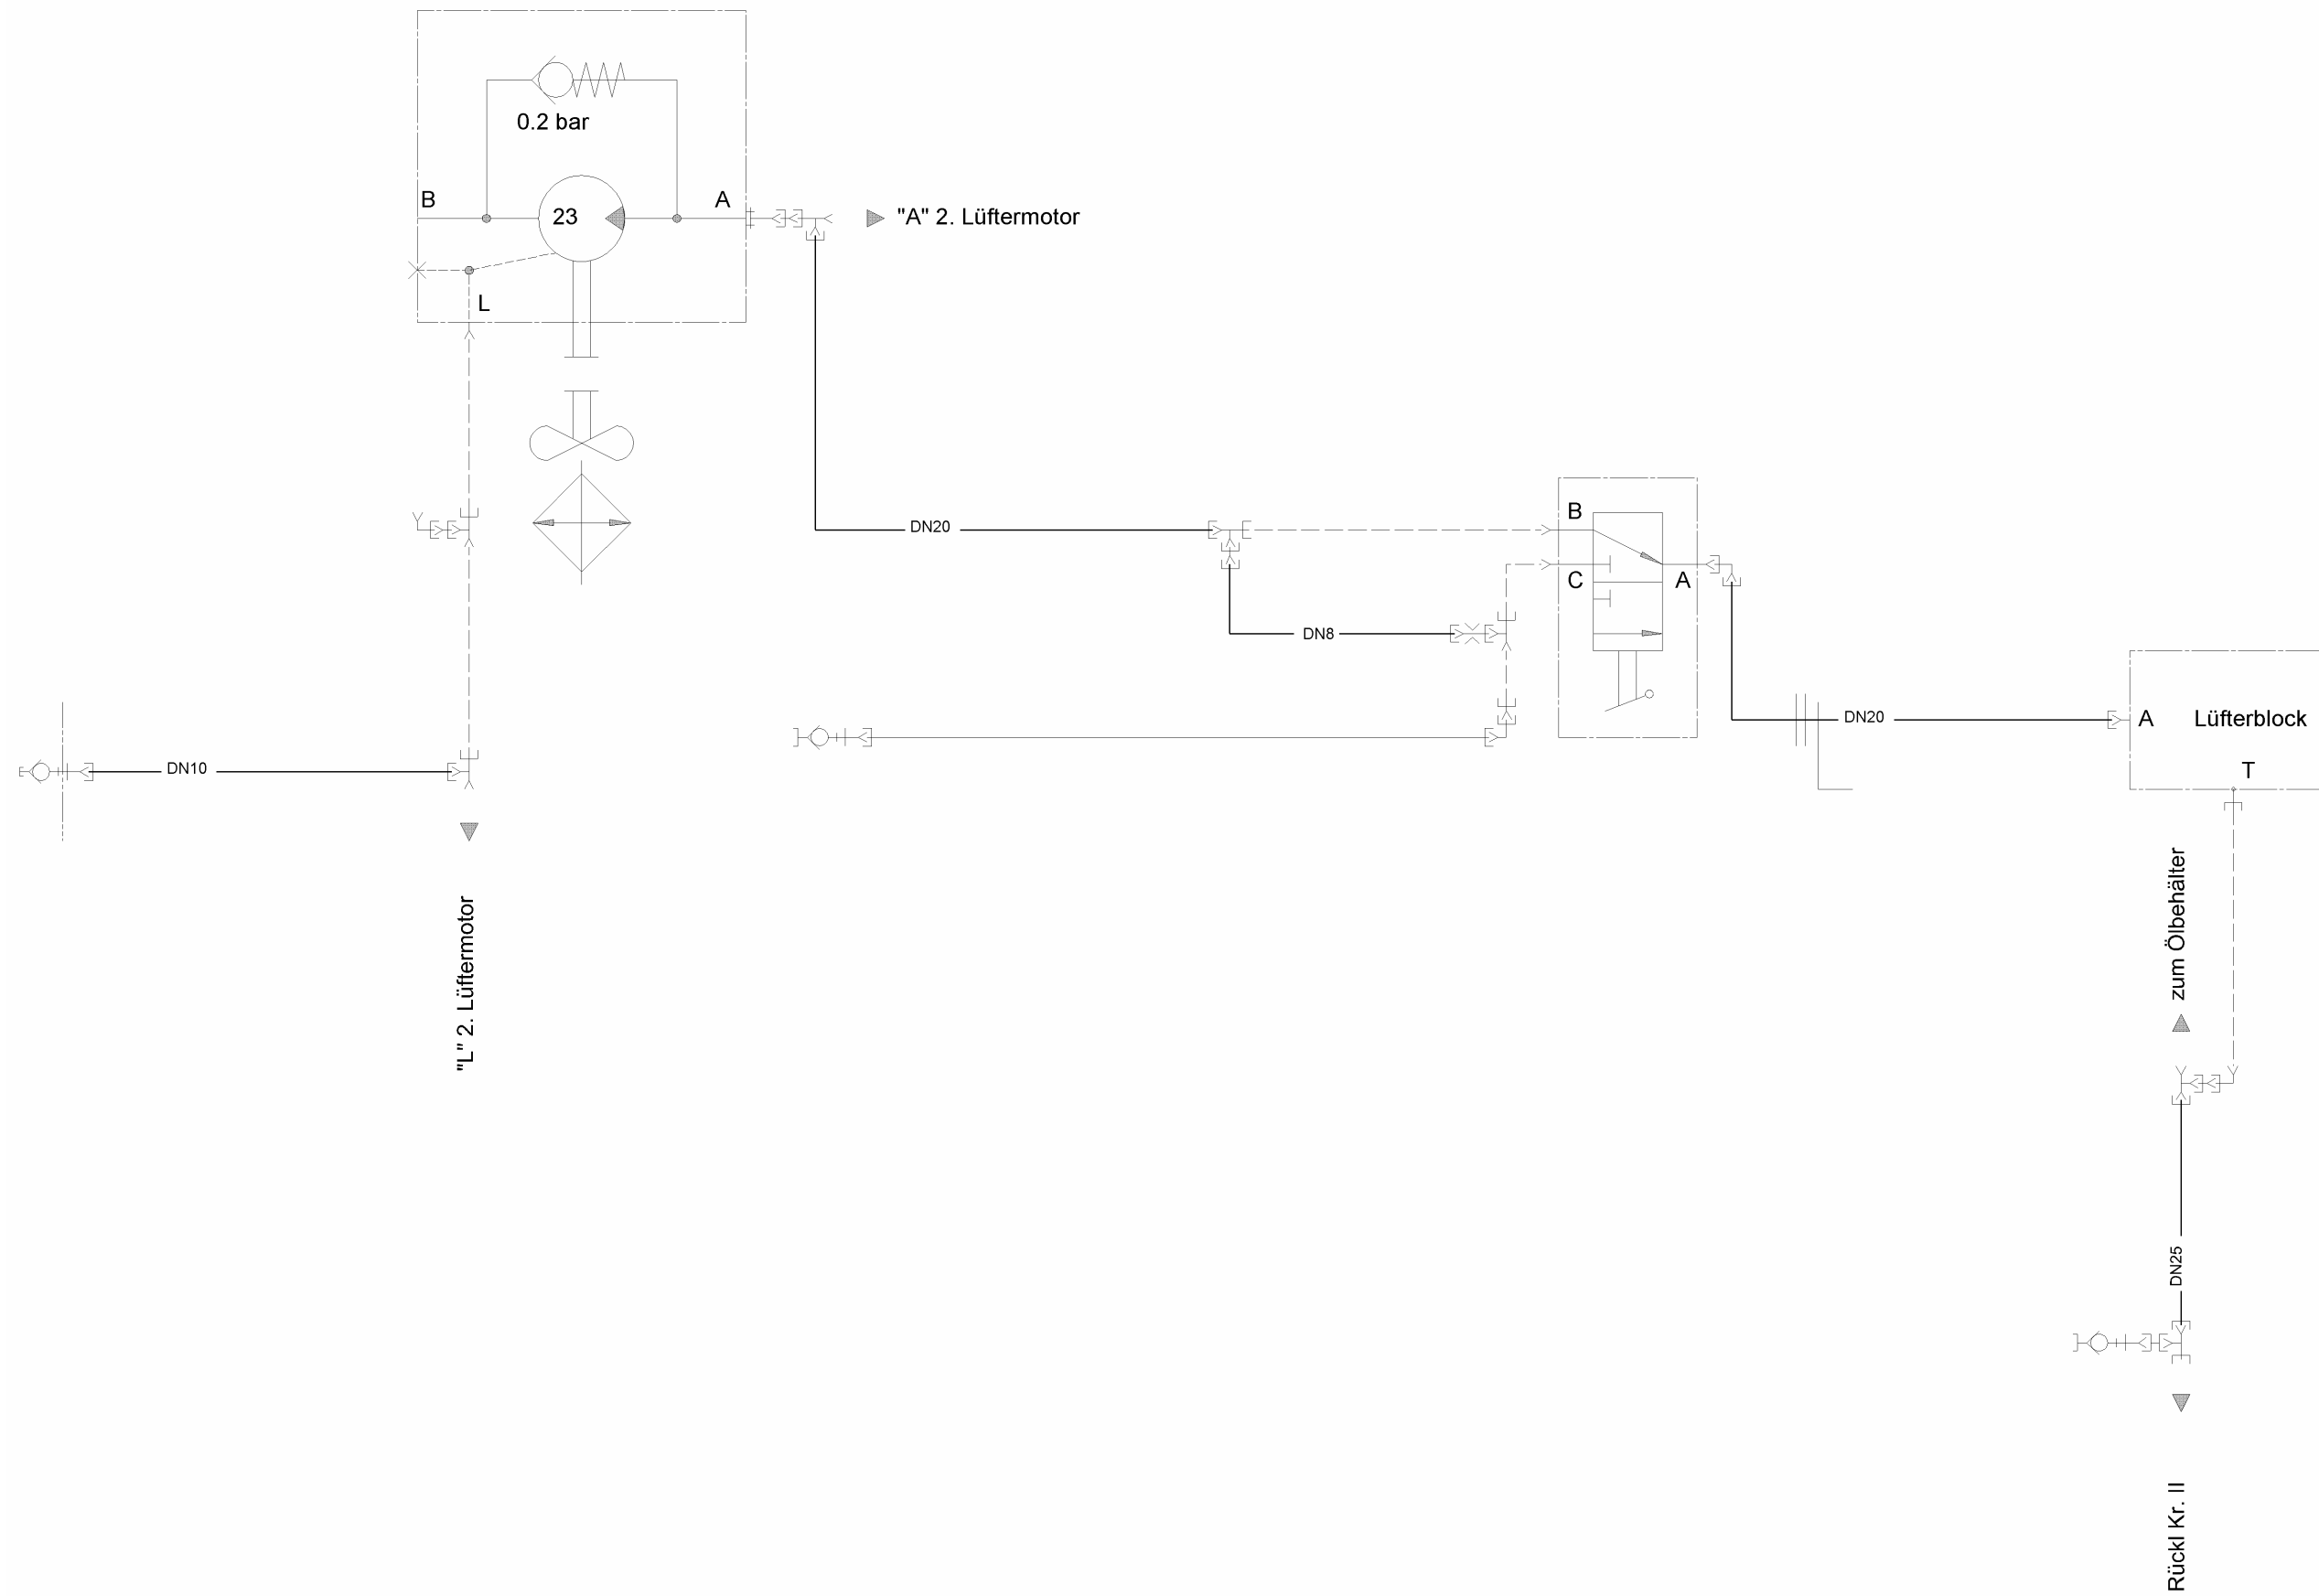 0.2 bar
B
23
A
"A" 2. Lüftermotor
L
DN20
B
C
A
DN8
DN20
A
Lüfterblock
T
DN10
"L" 2. Lüftermotor
zum Ölbehälter
DN25
Rückl Kr. II